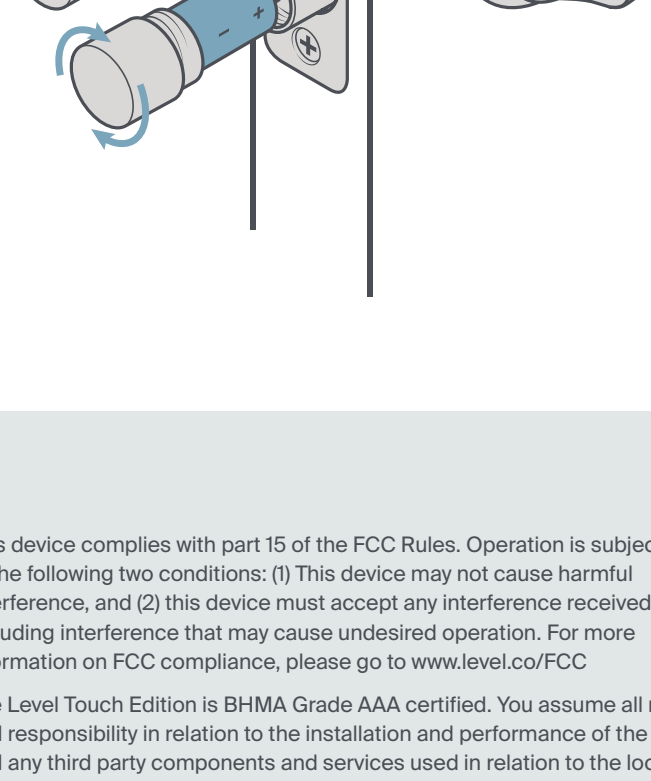 − +
s device complies with part 15 of the FCC Rules. Operation is subjec
he following two conditions: (1) This device may not cause harmful
erference, and (2) this device must accept any interference received
uding interference that may cause undesired operation. For more
ormation on FCC compliance, please go to www.level.co/FCC
e Level Touch Edition is BHMA Grade AAA certified. You assume all r
responsibility in relation to the installation and performance of the
any third party components and services used in relation to the loc